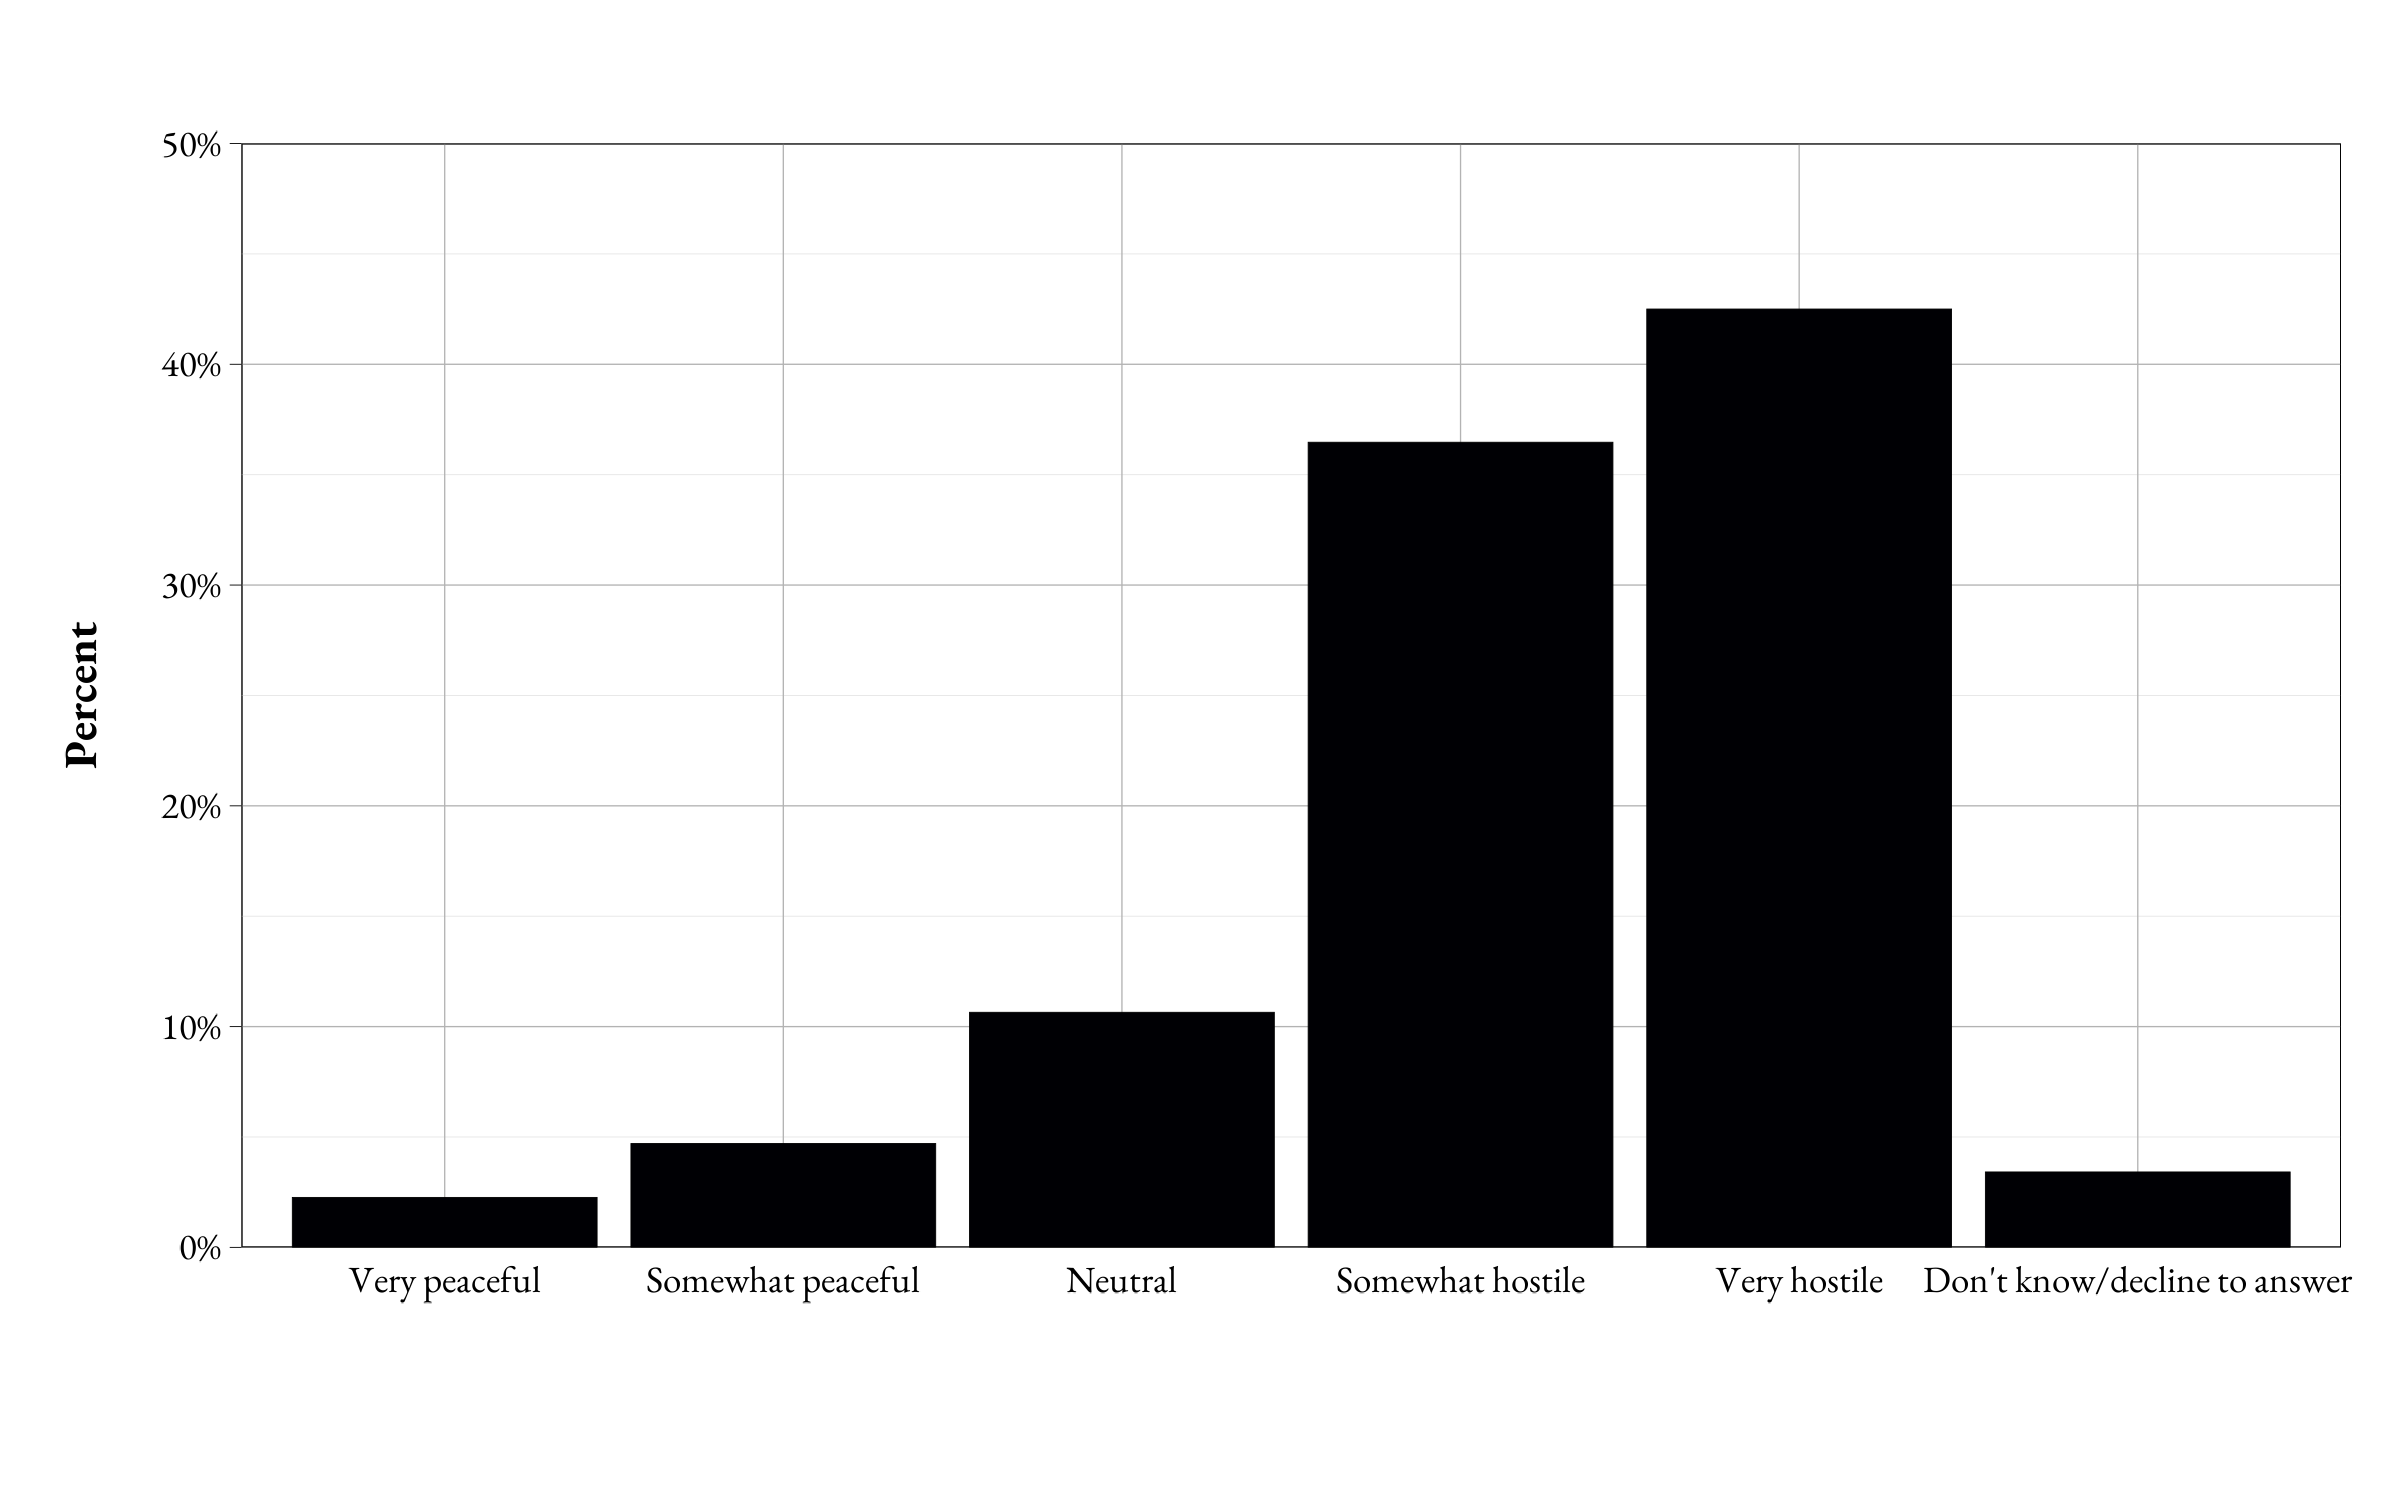 50%
40%
30%
20%
10%
0%
Percent
Very peaceful
Somewhat peaceful
Neutral
Somewhat hostile
Very hostile
Don't know/decline to answer